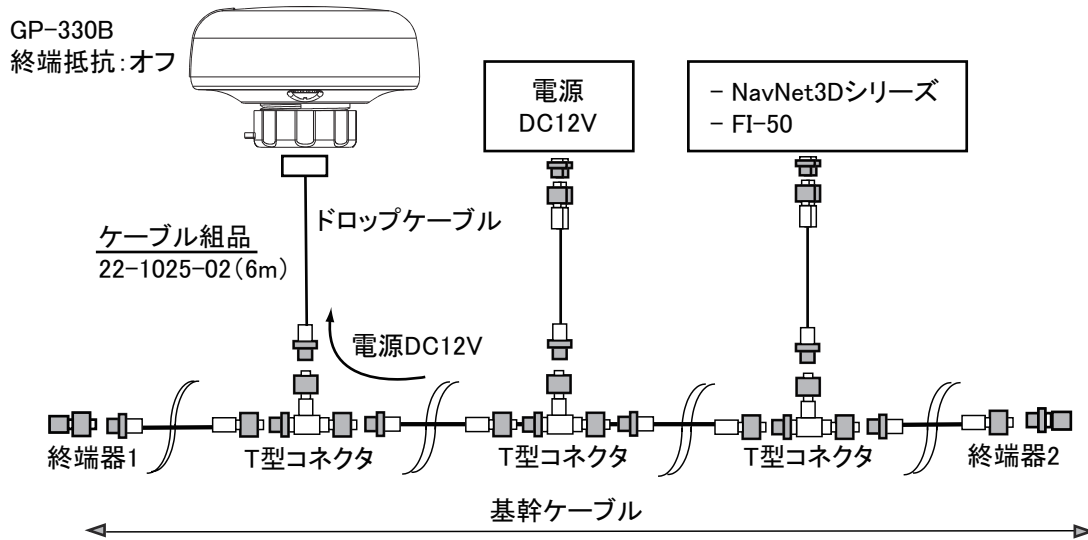 GP-330B
終端抵抗：オフ
電源
DC12V
- NavNet3Dシリーズ
- FI-50
ドロップケーブル
ケーブル組品
22-1025-02（6m）
電源DC12V
終端器1
T型コネクタ
T型コネクタ
T型コネクタ
終端器2
基幹ケーブル